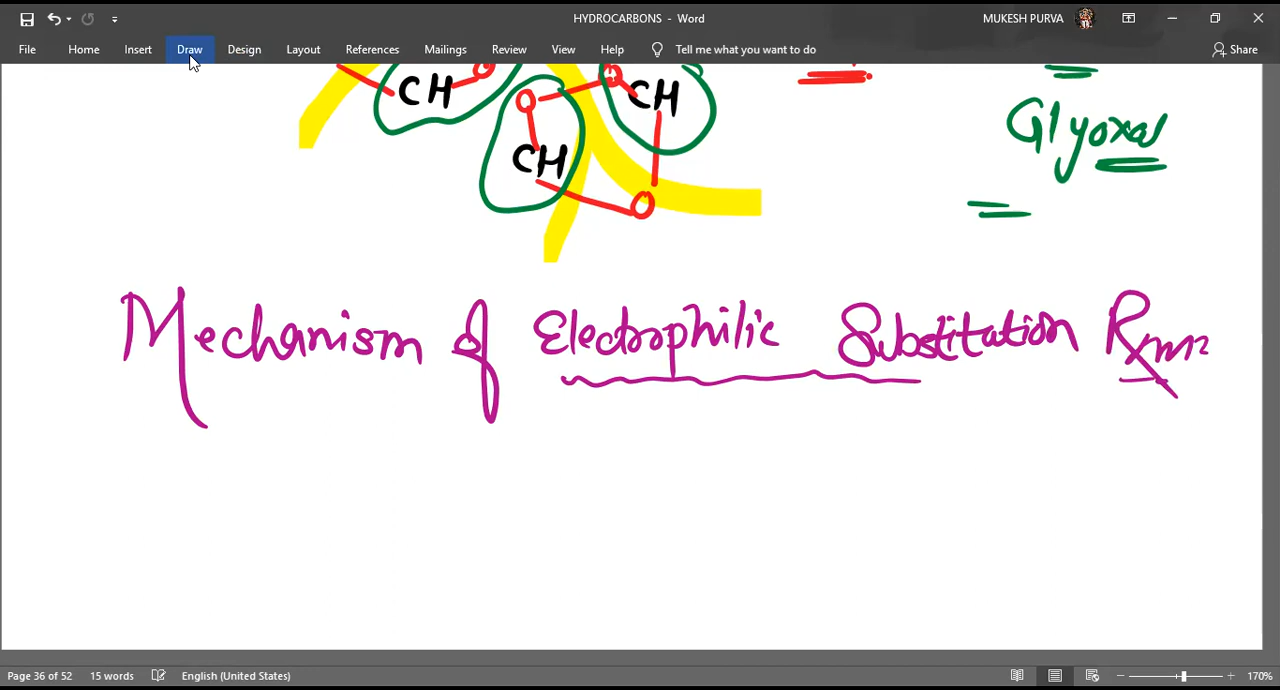 HYDROCARBONS - Word
MUKESH PURVA
File Home Insert Draw Design Layout References Mailings Review View Help Tell me what you want to do Share
CH O
O CH
CH
O
Glyoxal
Mechanism of Electrophilic Substitution Rxn
Page 36 of 52 15 words English (United States) 170%